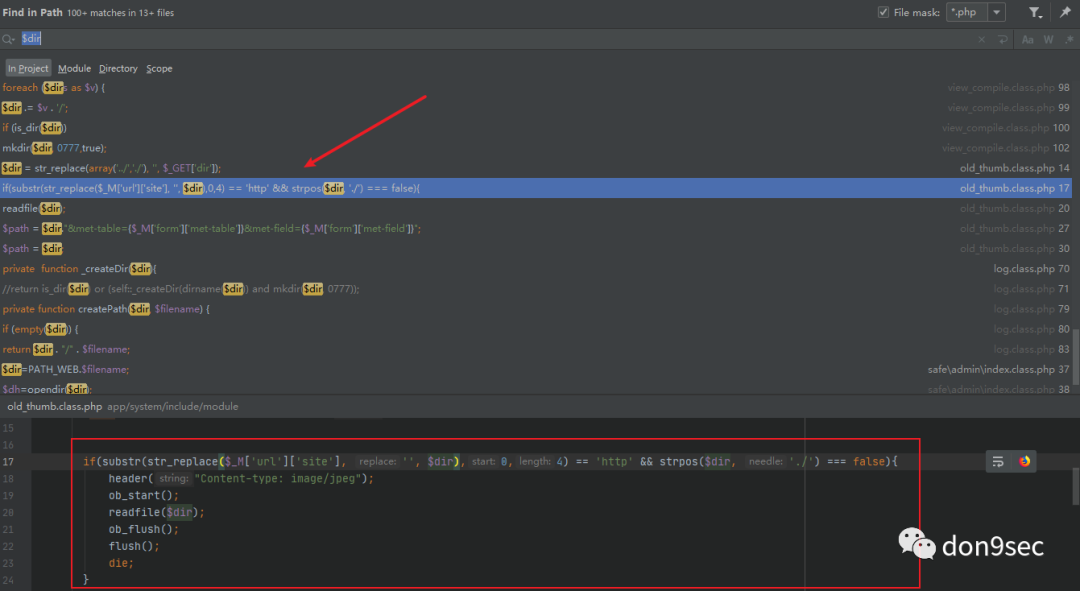 Find in Path 100+ matches in 13+ files
File mask: *.php
$dir
Aa W .*
In Project Module Directory Scope
foreach ($dirs as $v) { view_compile.class.php 98
$dir .= $v . '/'; view_compile.class.php 99
if (is_dir($dir)) view_compile.class.php 100
mkdir($dir, 0777,true); view_compile.class.php 102
$dir = str_replace(array('../','./'), '', $_GET['dir']); old_thumb.class.php 14
if(substr(str_replace($_M['url']['site'], '', $dir),0,4) == 'http' && strpos($dir, './') === false){ old_thumb.class.php 17
readfile($dir); old_thumb.class.php 20
$path = $dir."&met-table={$_M['form']['met-table']}&met-field={$_M['form']['met-field']}"; old_thumb.class.php 27
$path = $dir; old_thumb.class.php 30
private function _createDir($dir){ log.class.php 70
//return is_dir($dir) or (self::_createDir(dirname($dir)) and mkdir($dir, 0777)); log.class.php 71
private function createPath($dir, $filename) { log.class.php 79
if (empty($dir)) { log.class.php 80
return $dir . "/" . $filename; log.class.php 83
$dir=PATH_WEB.$filename; safe\admin\index.class.php 37
$dh=opendir($dir); safe\admin\index.class.php 38
old_thumb.class.php app/system/include/module
15
16
17 if(substr(str_replace($_M['url']['site'], replace: '', $dir), start: 0, length: 4) == 'http' && strpos($dir, needle: './') === false){
18 header( string: "Content-type: image/jpeg");
19 ob_start();
20 readfile($dir);
21 ob_flush();
22 flush();
23 die;
24 }
don9sec